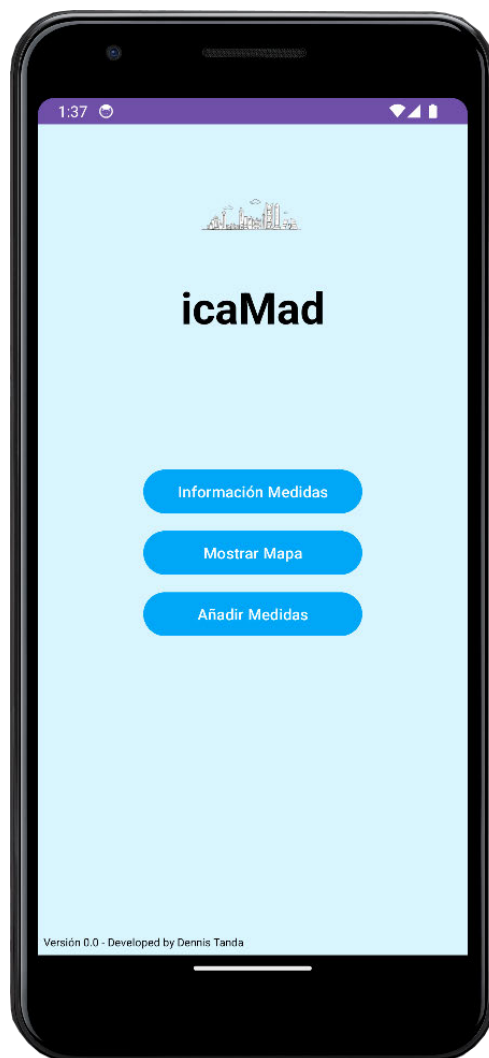 1:37
icaMad
Información Medidas
Mostrar Mapa
Añadir Medidas
Versión 0.0 - Developed by Dennis Tanda